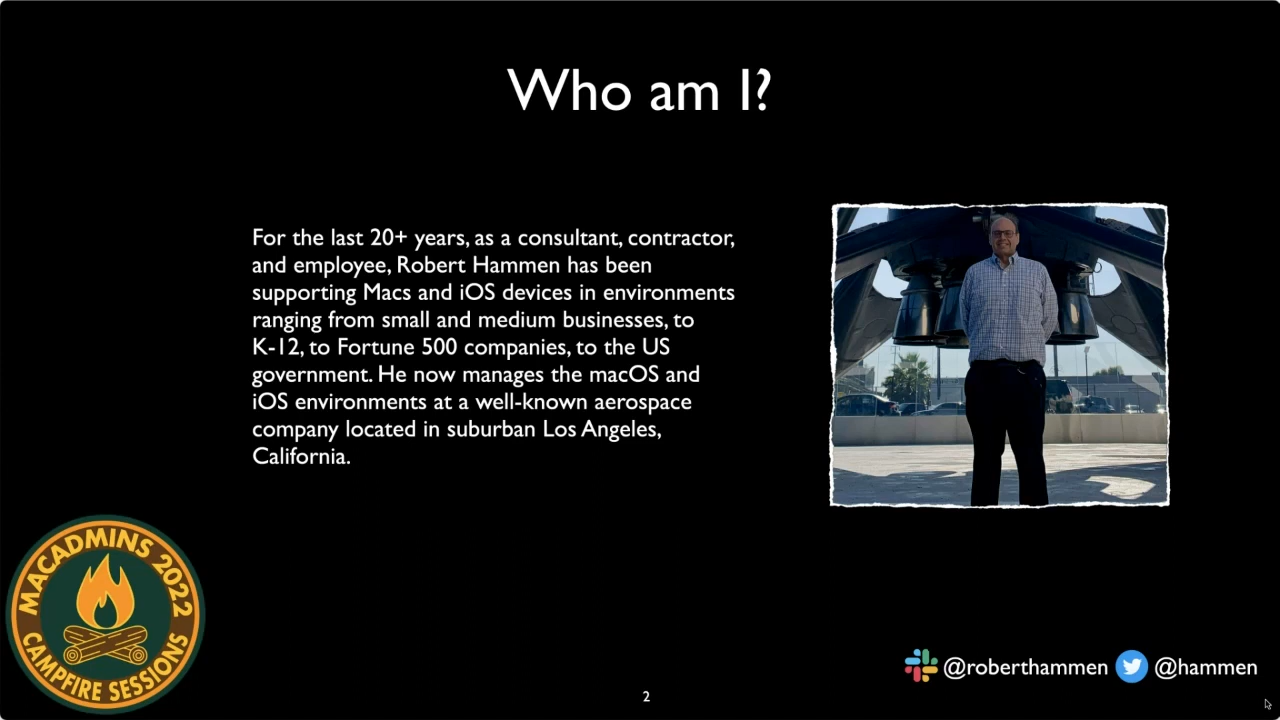 Who am I?
For the last 20+ years, as a consultant, contractor,
and employee, Robert Hammen has been
supporting Macs and iOS devices in environments
ranging from small and medium businesses, to
K-12, to Fortune 500 companies, to the US
government. He now manages the macOS and
iOS environments at a well-known aerospace
company located in suburban Los Angeles,
California.
MACADMINS 2022
CAMPFIRE SESSIONS
@roberthammen @hammen
2